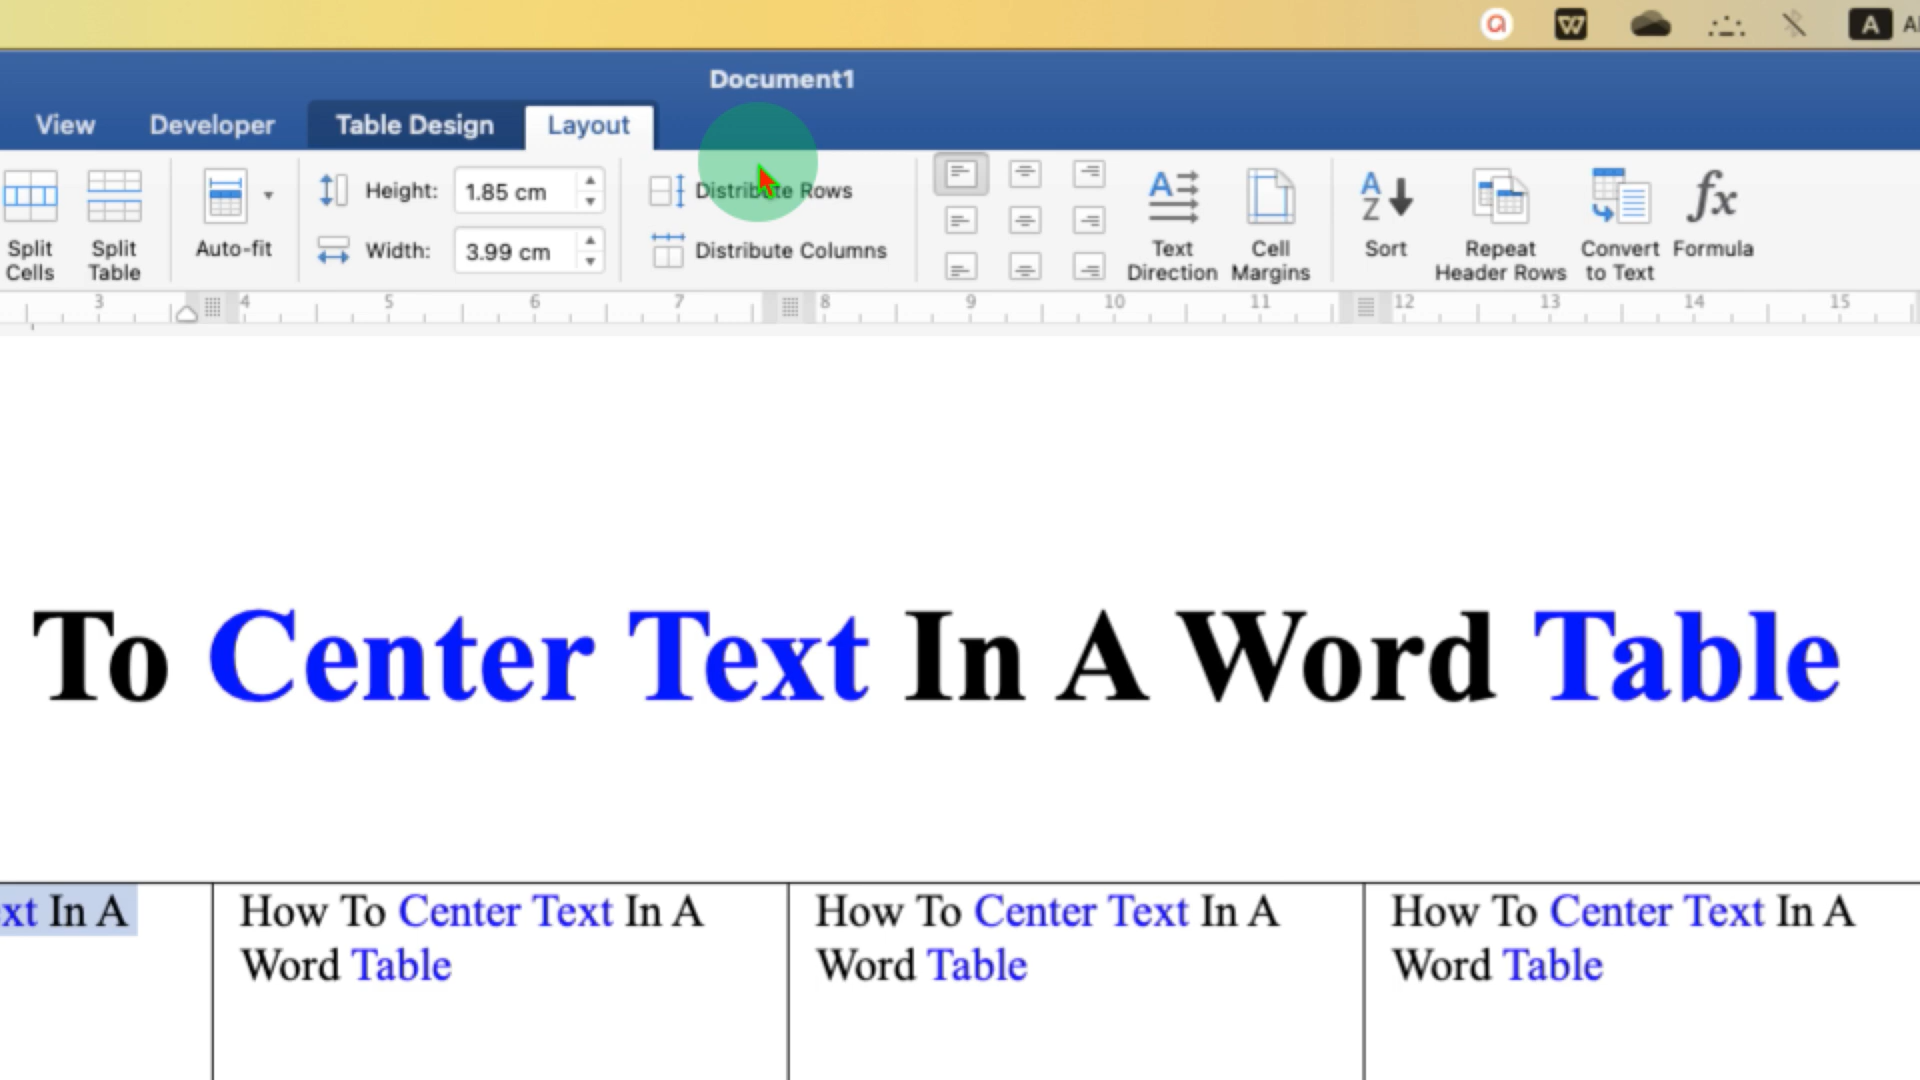 Document1
View Developer Table Design Layout
Height: 1.85 cm Distribute Rows
Width: 3.99 cm Distribute Columns
Split Cells
Split Table
Auto-fit
Text Direction
Cell Margins
Sort
Repeat Header Rows
Convert to Text
Formula
3 4 5 6 7 8 9 10 11 12 13 14 15
To Center Text In A Word Table
xt In A
How To Center Text In A
Word Table
How To Center Text In A
Word Table
How To Center Text In A
Word Table